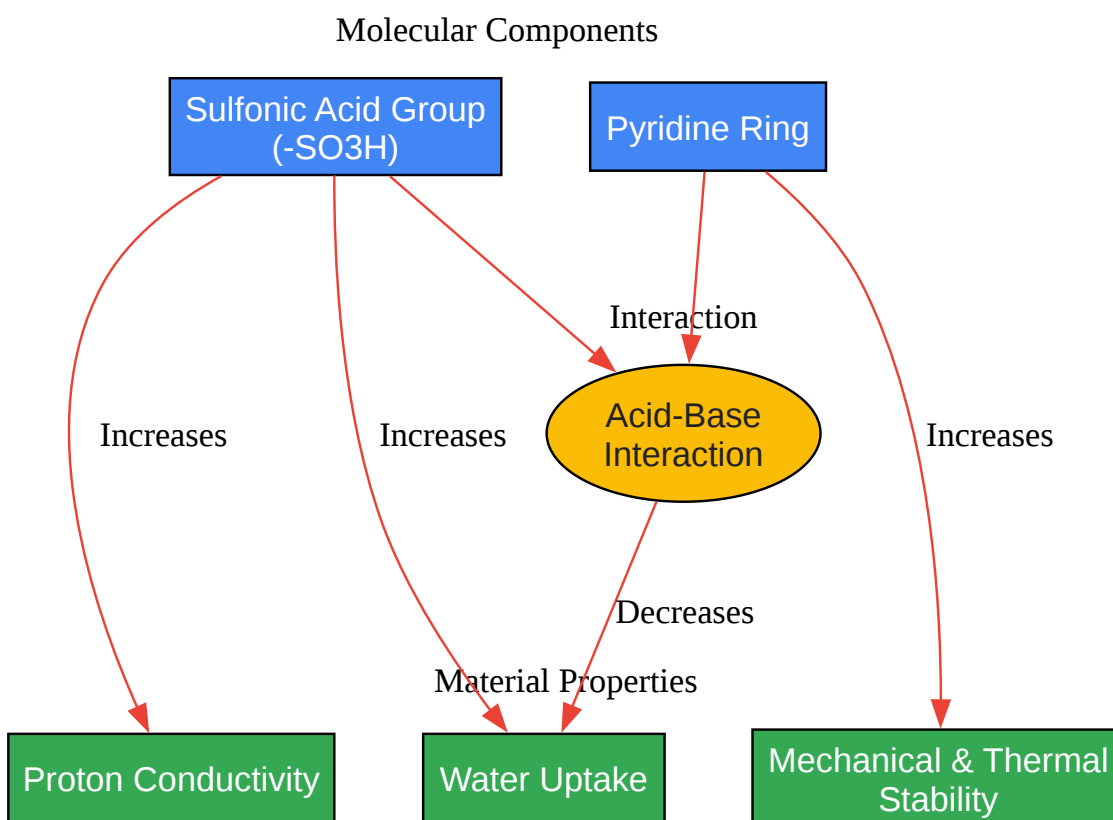 Molecular Components
Sulfonic Acid Group
(-SO3H)
Pyridine Ring
Interaction
Acid-Base
Interaction
Increases
Increases
Increases
Decreases
Material Properties
Proton Conductivity
Water Uptake
Mechanical & Thermal
Stability